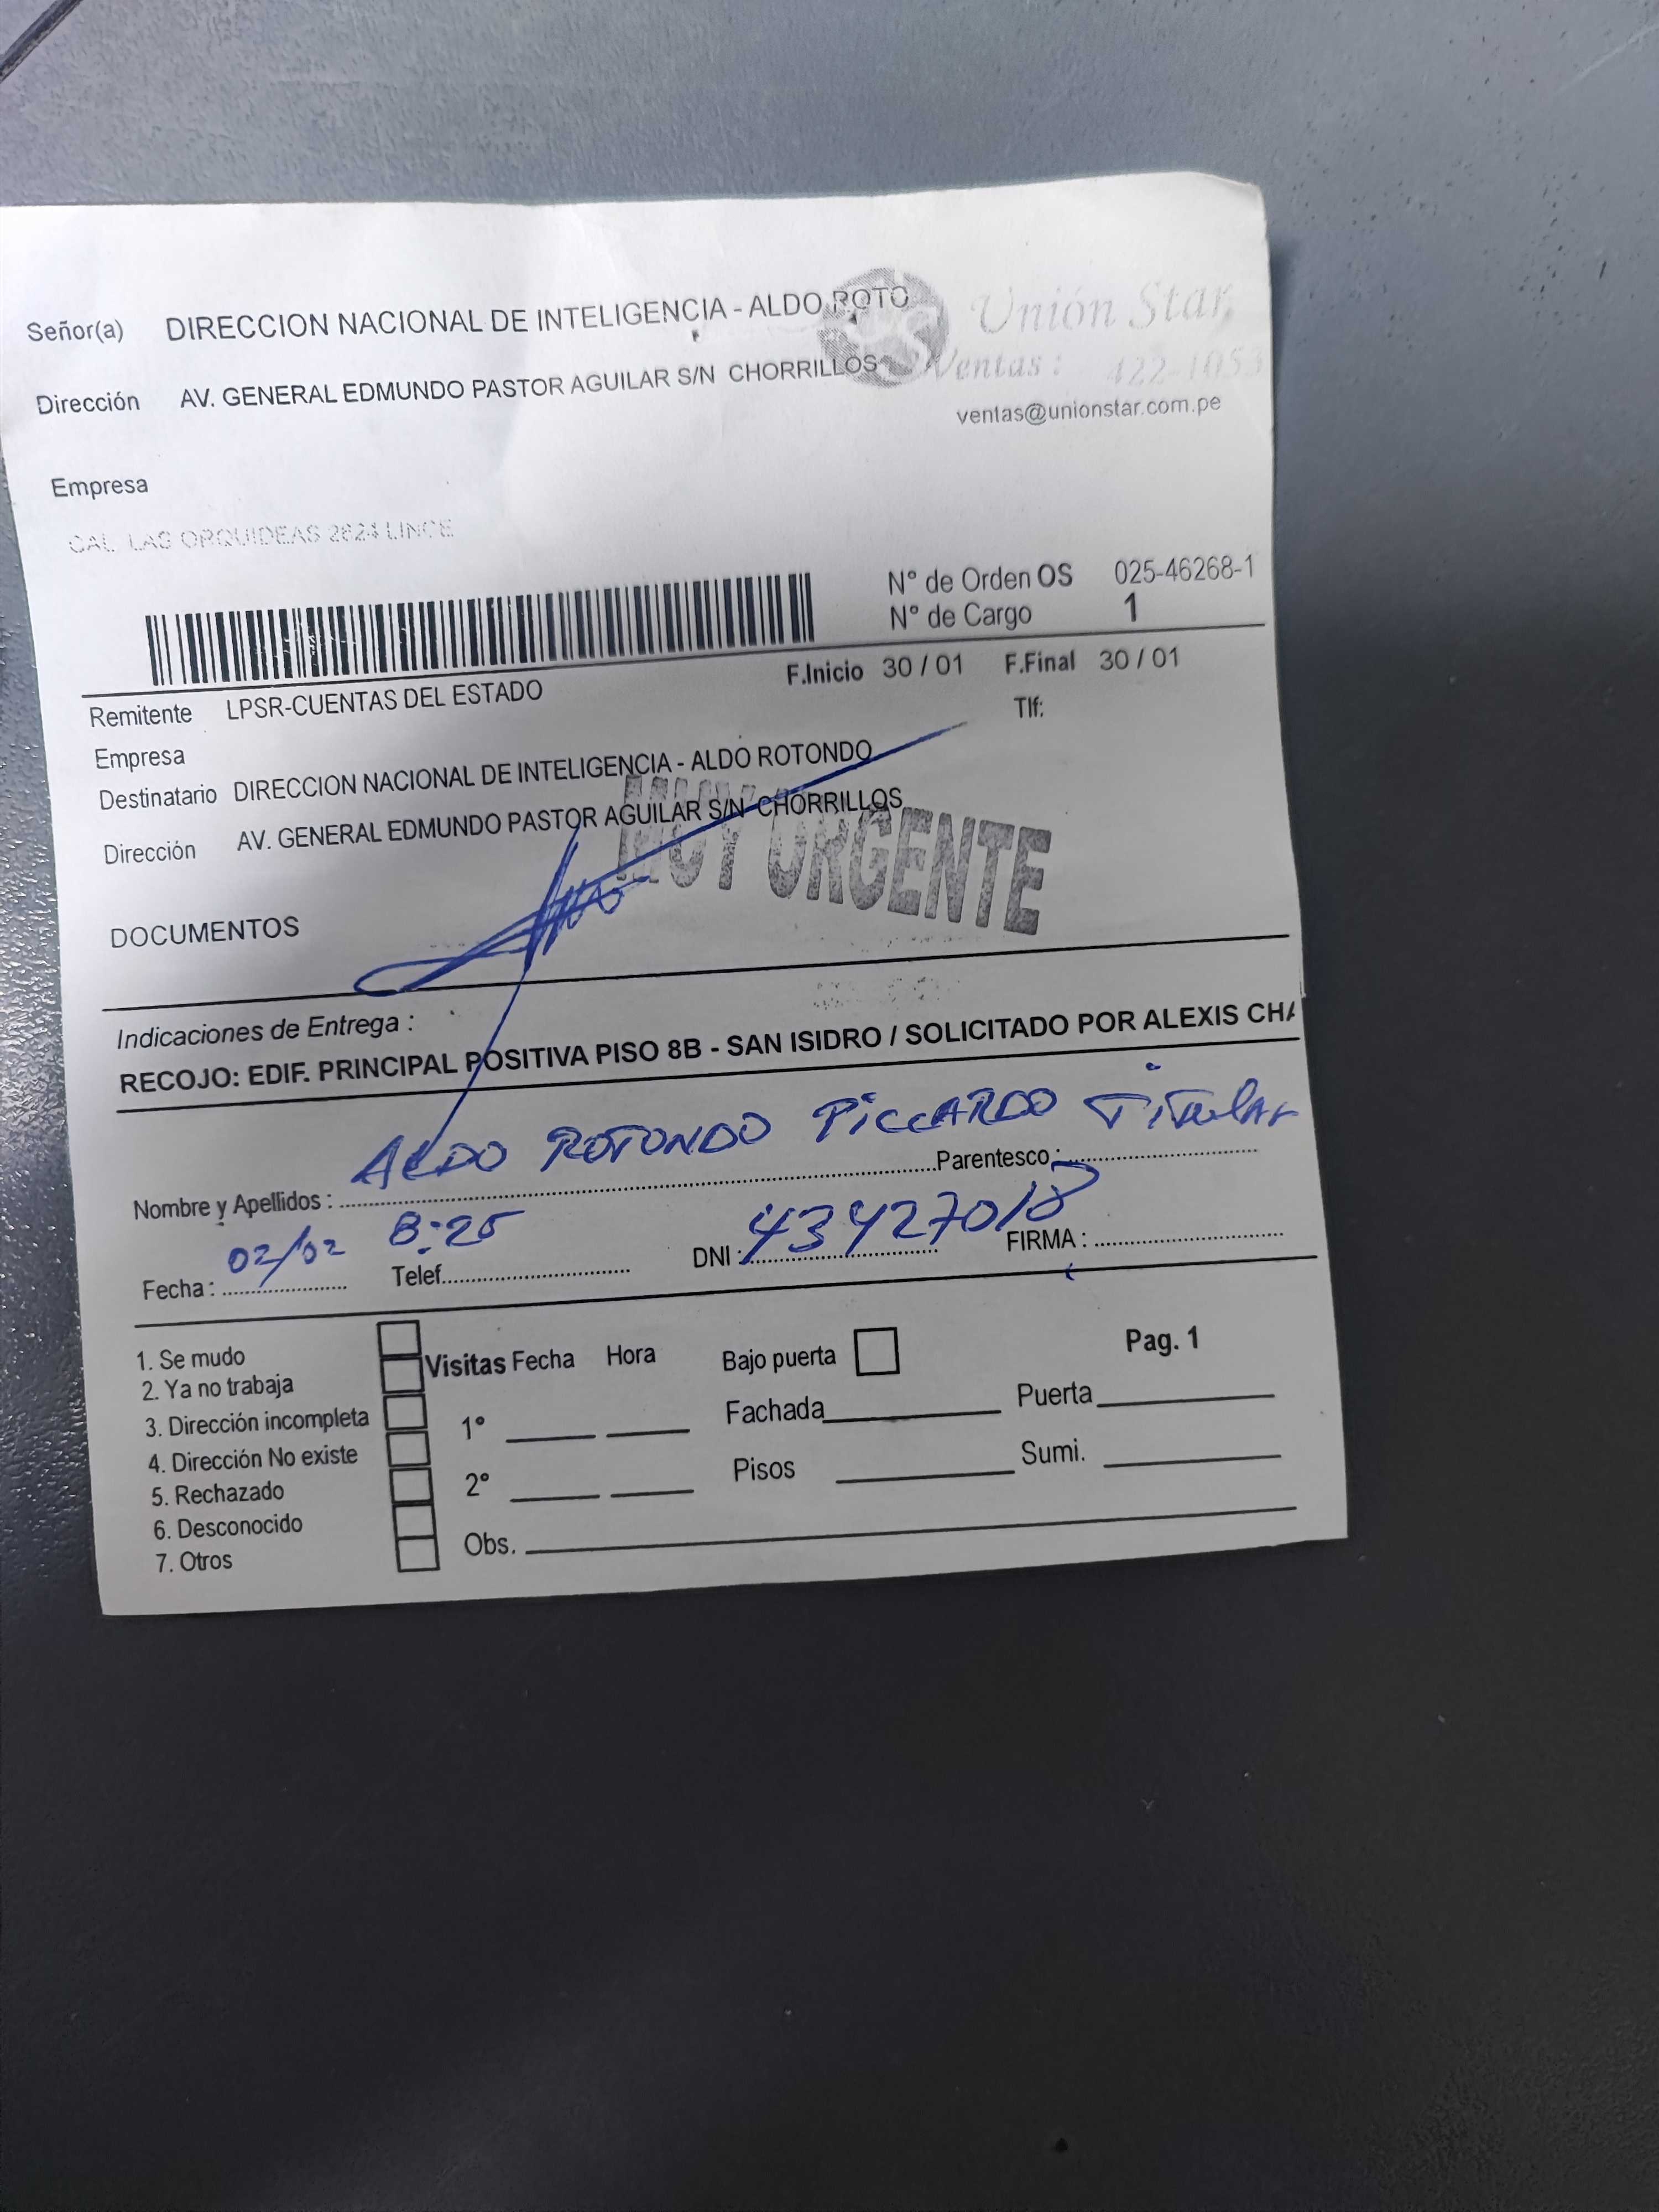 Señor(a) DIRECCION NACIONAL DE INTELIGENCIA - ALDO ROTO
Unión Star
Dirección AV. GENERAL EDMUNDO PASTOR AGUILAR S/N CHORRILLOS
Ventas : 422-1053
ventas@unionstar.com.pe
Empresa
CAL LAS ORQUIDEAS 2624 LINCE
N° de Orden OS 025-46268-1
N° de Cargo 1
F.Inicio 30 / 01 F.Final 30 / 01
Remitente LPSR-CUENTAS DEL ESTADO
Tlf:
Empresa
Destinatario DIRECCION NACIONAL DE INTELIGENCIA - ALDO ROTONDO
Dirección AV. GENERAL EDMUNDO PASTOR AGUILAR S/N CHORRILLOS
MUY URGENTE
DOCUMENTOS
Indicaciones de Entrega :
RECOJO: EDIF. PRINCIPAL POSITIVA PISO 8B - SAN ISIDRO / SOLICITADO POR ALEXIS CHA
Nombre y Apellidos : ALDO ROTONDO PICCARDO Parentesco : Titular
Fecha : 02/02 Telef. 8:25 DNI : 43427018 FIRMA :
1. Se mudo
2. Ya no trabaja
3. Dirección incompleta
4. Dirección No existe
5. Rechazado
6. Desconocido
7. Otros
Visitas Fecha Hora
1°
2°
Obs.
Bajo puerta
Fachada
Pisos
Pag. 1
Puerta
Sumi.